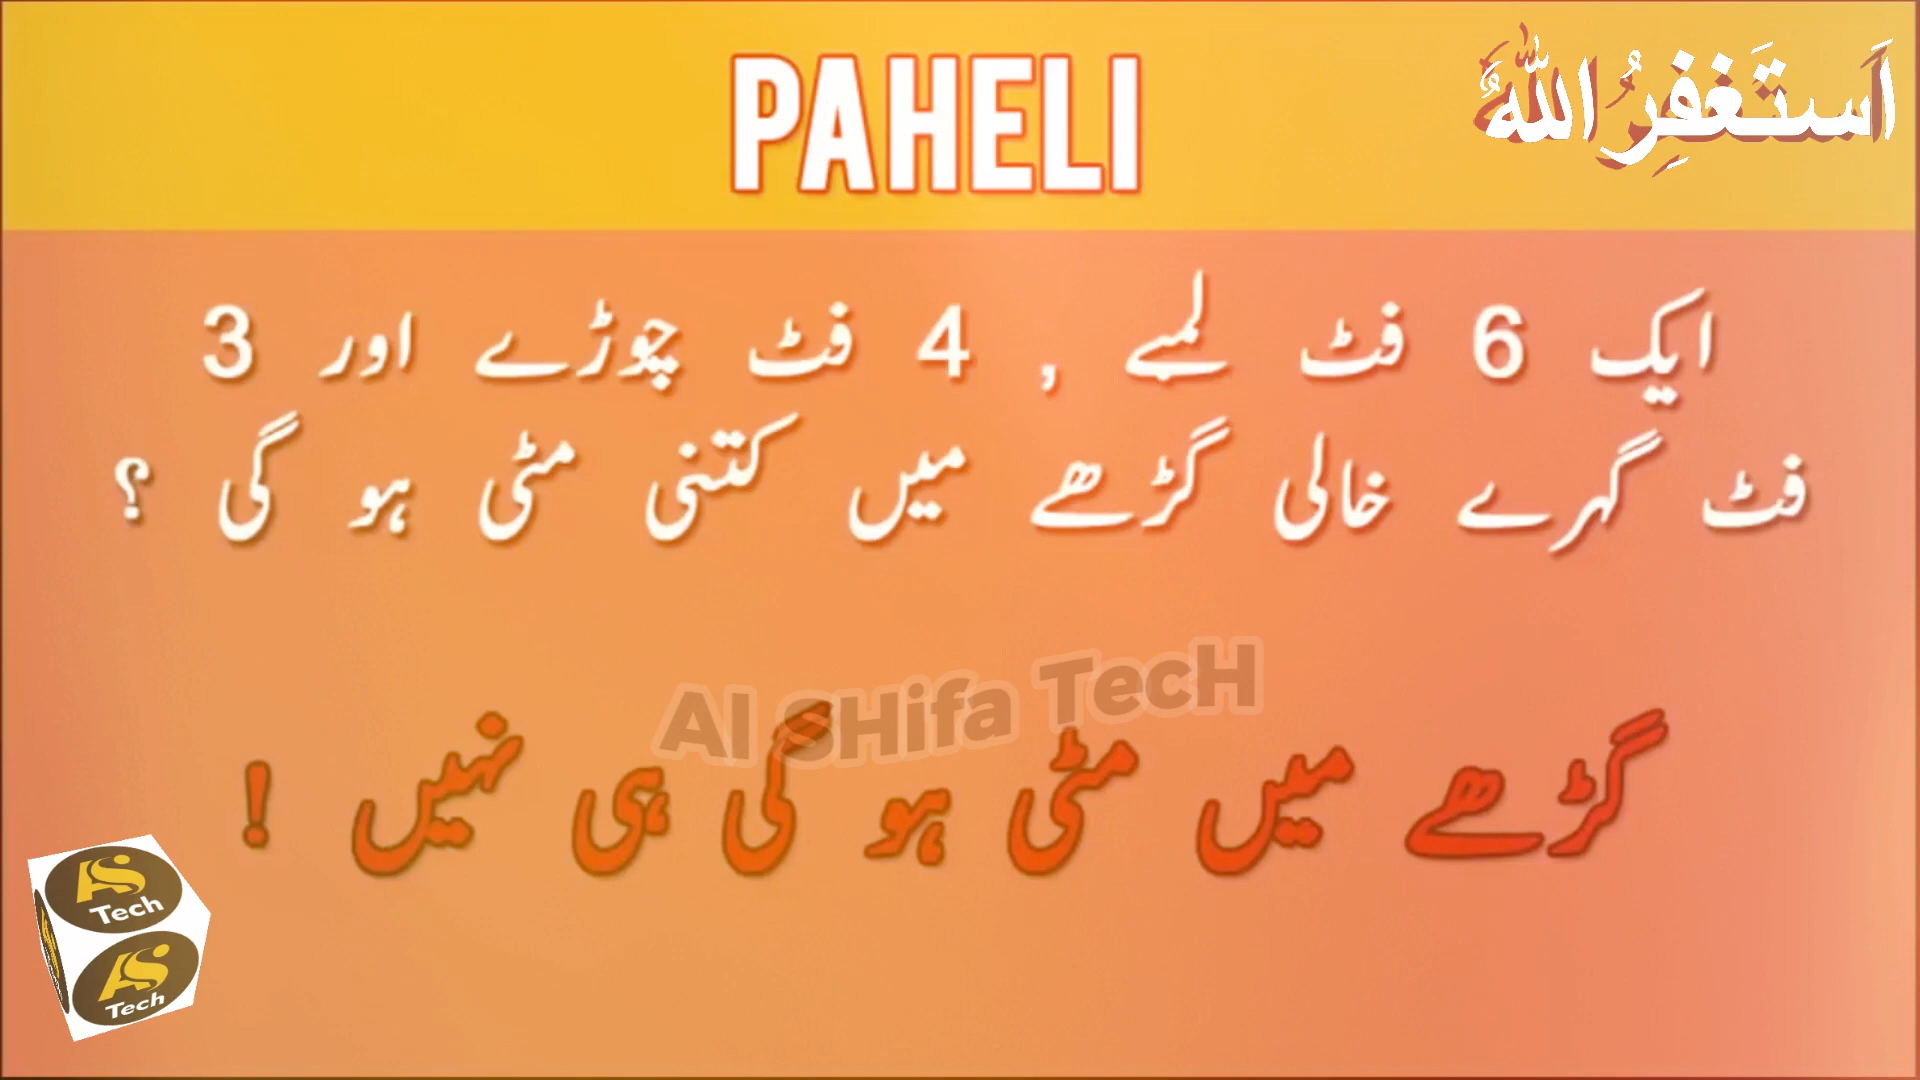 PAHELI
اَستَغفِرُ اللّٰهَ
ایک 6 فٹ لمبے , 4 فٹ چوڑے اور 3
فٹ گہرے خالی گڑھے میں کتنی مٹی ہو گی ؟
Al SHifa TecH
گڑھے میں مٹی ہو گی ہی نہیں !
AS
Tech
AS
Tech